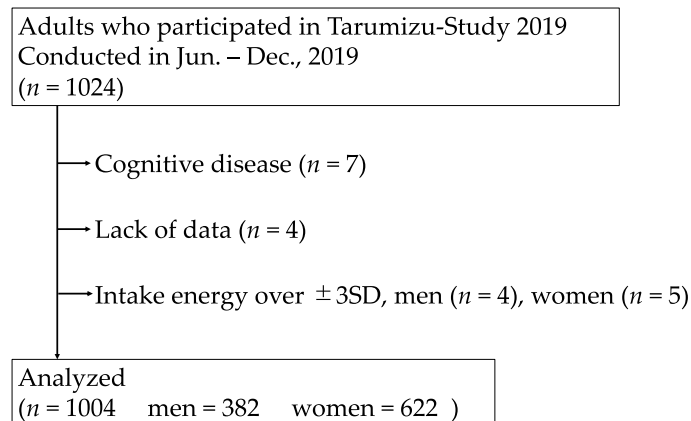 Adults who participated in Tarumizu-Study 2019
Conducted in Jun. – Dec., 2019
(n = 1024)
Cognitive disease (n = 7)
Lack of data (n = 4)
Intake energy over ±3SD, men (n = 4), women (n = 5)
Analyzed
(n = 1004 men = 382 women = 622 )